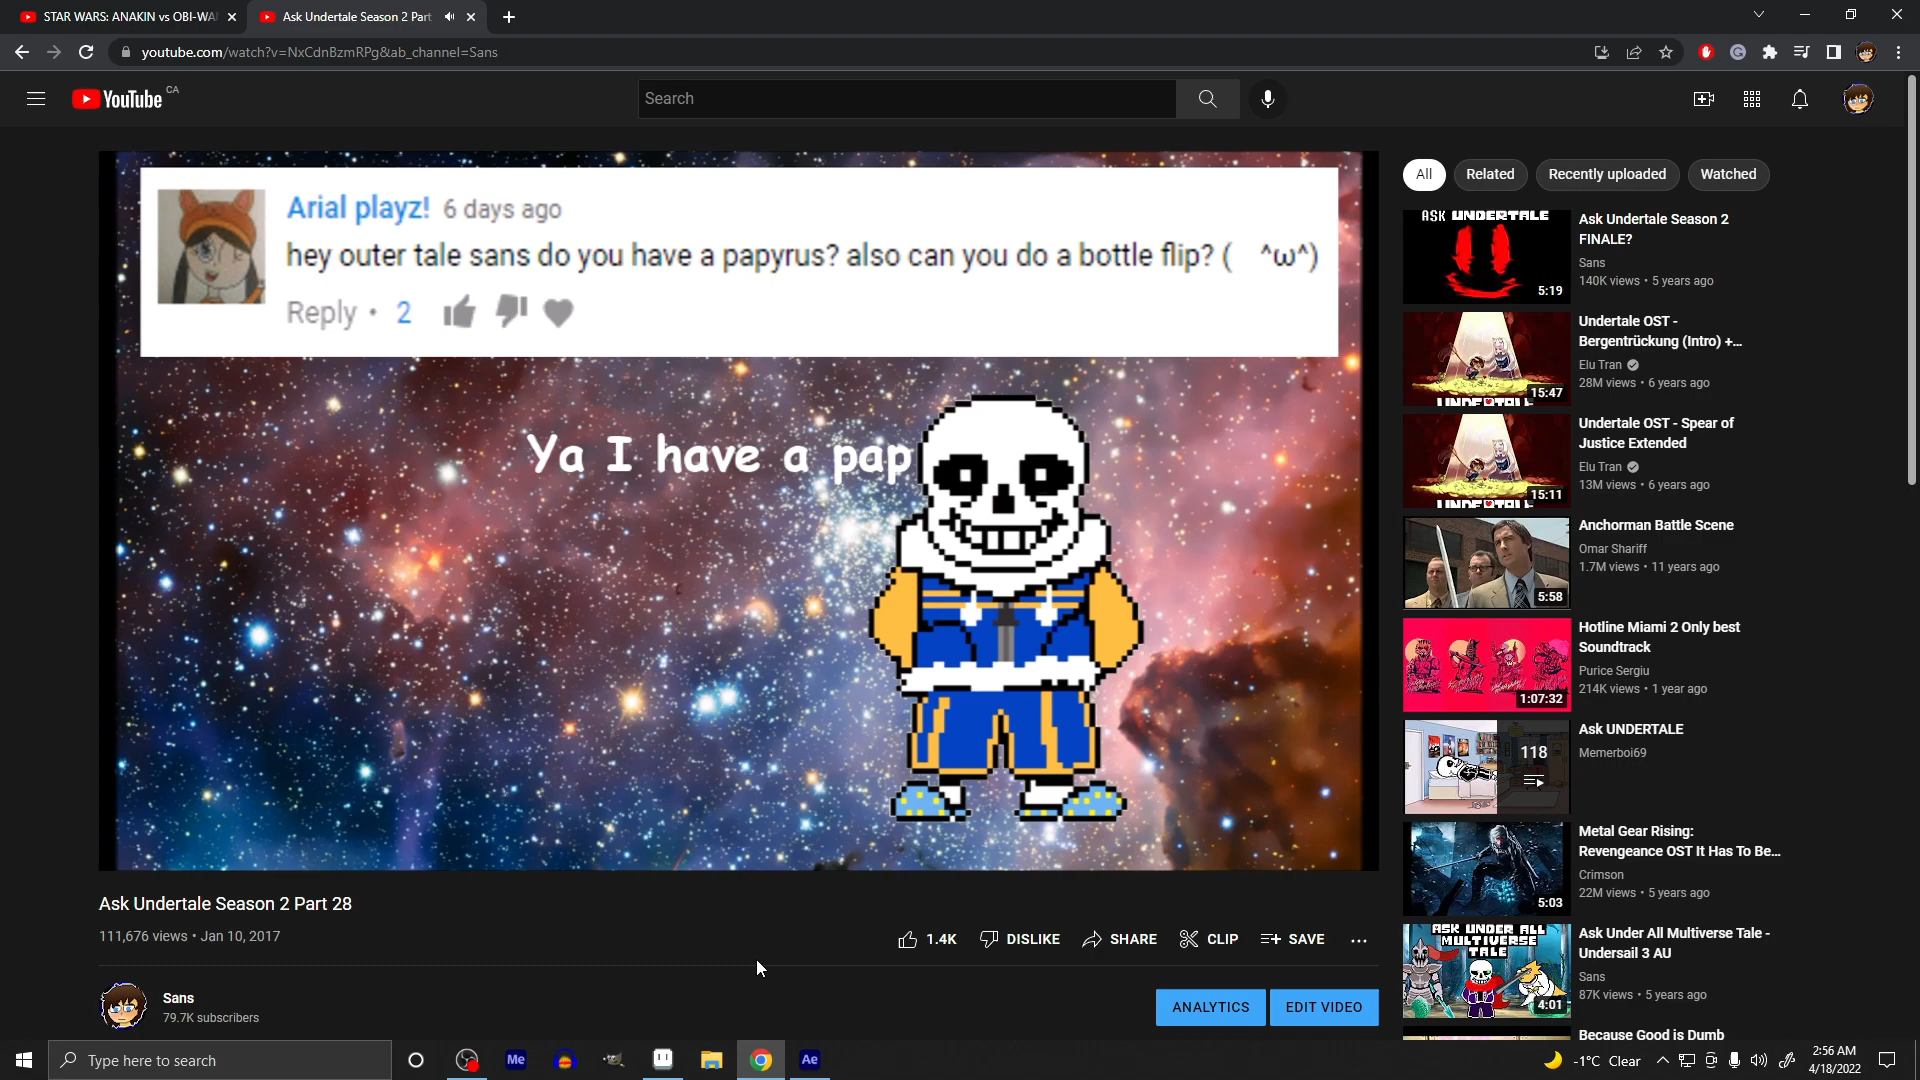 STAR WARS: ANAKIN vs OBI-WA
Ask Undertale Season 2 Part
youtube.com/watch?v=NxCdnBzmRPg&ab_channel=Sans
YouTube CA
Search
Arial playz! 6 days ago
hey outer tale sans do you have a papyrus? also can you do a bottle flip? ( ^ω^)
Reply • 2
Ya I have a pap
Ask Undertale Season 2 Part 28
111,676 views • Jan 10, 2017
1.4K DISLIKE SHARE CLIP SAVE
Sans
79.7K subscribers
ANALYTICS EDIT VIDEO
All Related Recently uploaded Watched
ASK UNDERTALE
5:19
Ask Undertale Season 2
FINALE?
Sans
140K views • 5 years ago
UNDERTALE
15:47
Undertale OST -
Bergentrückung (Intro) +...
Elu Tran
28M views • 6 years ago
UNDERTALE
15:11
Undertale OST - Spear of
Justice Extended
Elu Tran
13M views • 6 years ago
5:58
Anchorman Battle Scene
Omar Shariff
1.7M views • 11 years ago
1:07:32
Hotline Miami 2 Only best
Soundtrack
Purice Sergiu
214K views • 1 year ago
118
Ask UNDERTALE
Memerboi69
5:03
Metal Gear Rising:
Revengeance OST It Has To Be...
Crimson
22M views • 5 years ago
ASK UNDER ALL
MULTIVERSE
TALE
4:01
Ask Under All Multiverse Tale -
Undersail 3 AU
Sans
87K views • 5 years ago
Because Good is Dumb
Type here to search
Me
Ae
-1°C Clear
2:56 AM
4/18/2022